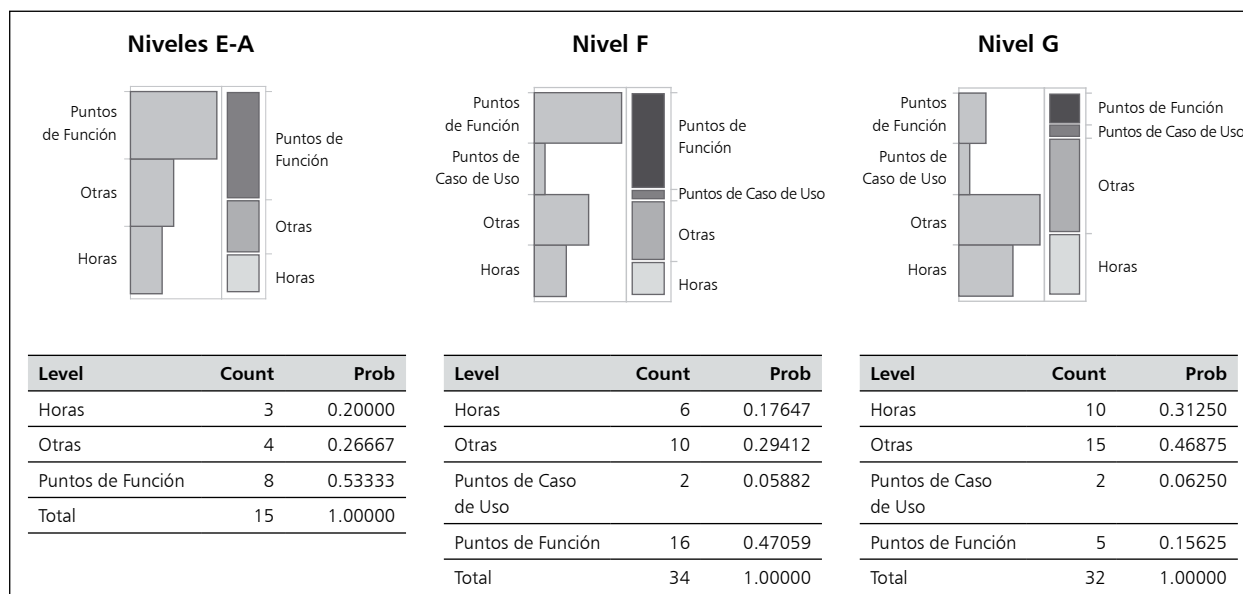 Niveles E-A
Puntos
de Función
Otras
Horas
Puntos de
Función
Otras
Horas
Nivel F
Puntos
de Función
Puntos de
Caso de Uso
Otras
Horas
Puntos de
Función
Puntos de Caso de Uso
Otras
Horas
Nivel G
Puntos
de Función
Puntos de
Caso de Uso
Otras
Horas
Puntos de Función
Puntos de Caso de Uso
Otras
Horas
Level Count Prob
Horas 3 0.20000
Otras 4 0.26667
Puntos de Función 8 0.53333
Total 15 1.00000
Level Count Prob
Horas 6 0.17647
Otras 10 0.29412
Puntos de Caso 2 0.05882
de Uso
Puntos de Función 16 0.47059
Total 34 1.00000
Level Count Prob
Horas 10 0.31250
Otras 15 0.46875
Puntos de Caso 2 0.06250
de Uso
Puntos de Función 5 0.15625
Total 32 1.00000